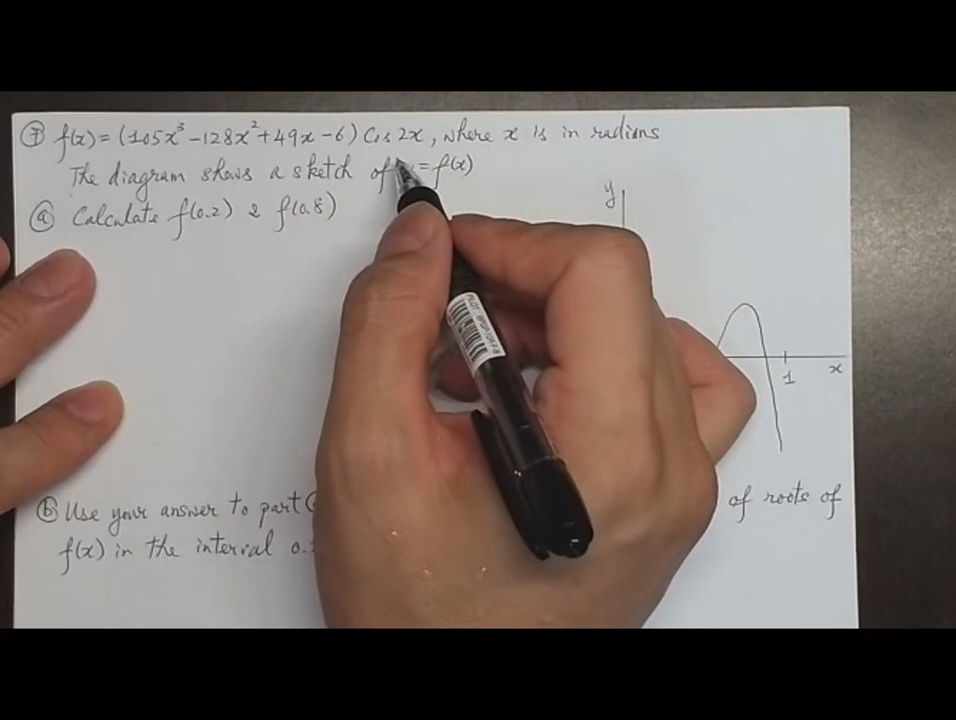 ⑦ f(x) = (105x³ - 128x² + 49x - 6) Cos 2x, where x is in radians
The diagram shows a sketch of = f(x)
ⓐ Calculate f(0.2) & f(0.8)
y
1
x
ⓑ Use your answer to part of roots of
f(x) in the interval
PILOT